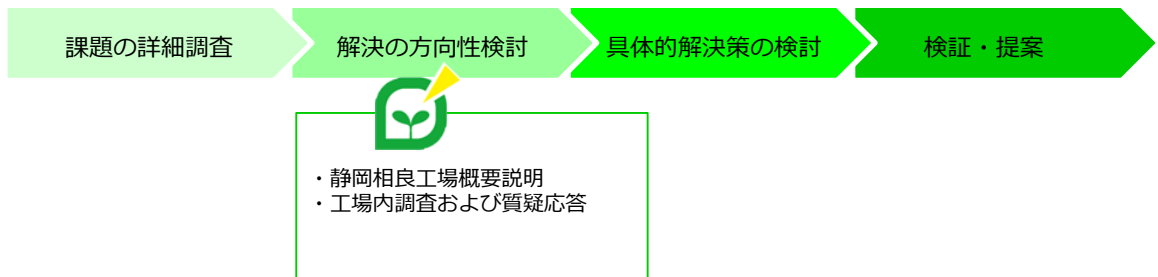 課題の詳細調査
解決の方向性検討
具体的解決策の検討
検証・提案
・静岡相良工場概要説明
・工場内調査および質疑応答